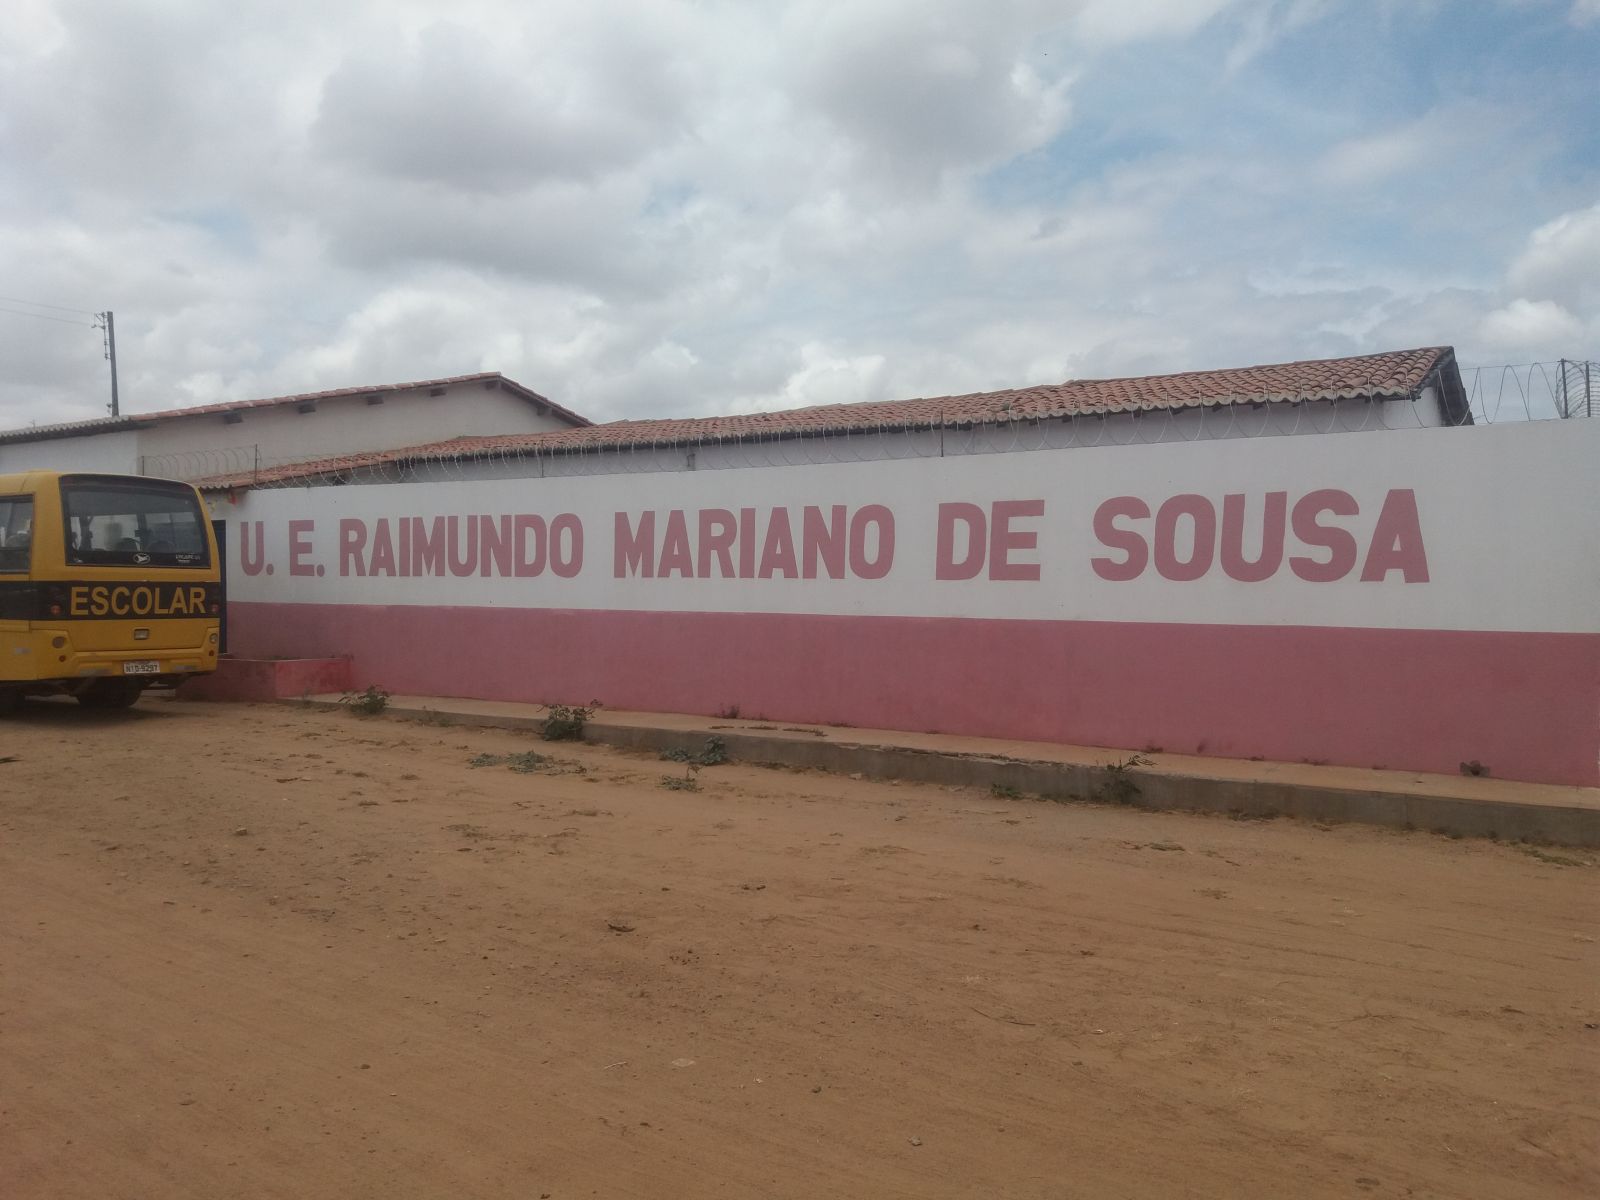 U. E. RAIMUNDO MARIANO DE SOUSA
ESCOLAR